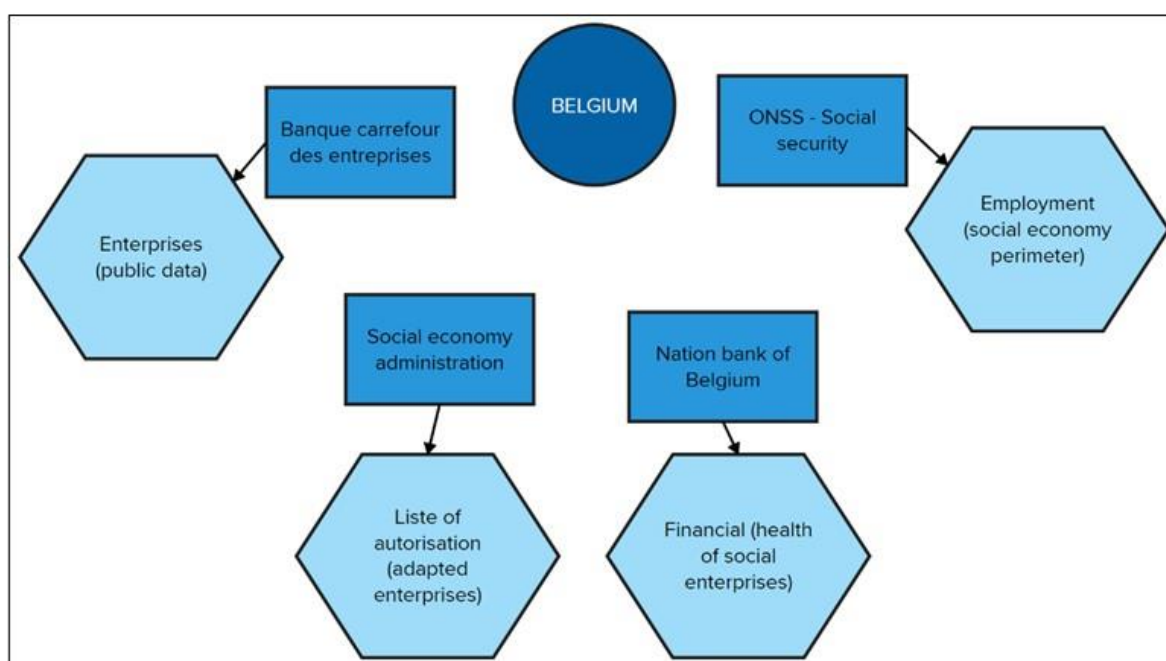 BELGIUM
Banque carrefour
des entreprises
ONSS - Social
security
Enterprises
(public data)
Employment
(social economy
perimeter)
Social economy
administration
Nation bank of
Belgium
Liste of
autorisation
(adapted
enterprises)
Financial (health
of social
enterprises)